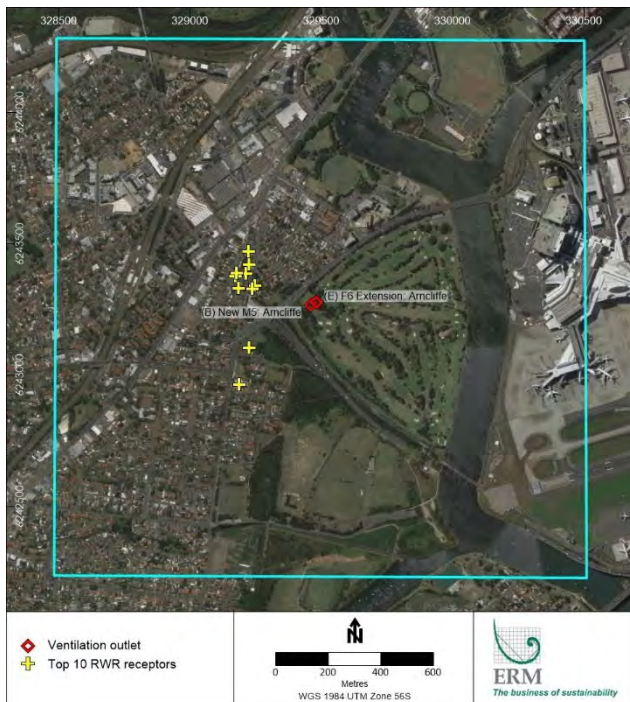 328500 329000 329500 330000 330500
6244000
6243500
6243000
6242500
(E) F6 Extension: Arncliffe
B) New M5: Arncliffe
Ventilation outlet
Top 10 RWR receptors
N
0 200 400 600
Metres
WGS 1984 UTM Zone 56S
ERM
The business of sustainability